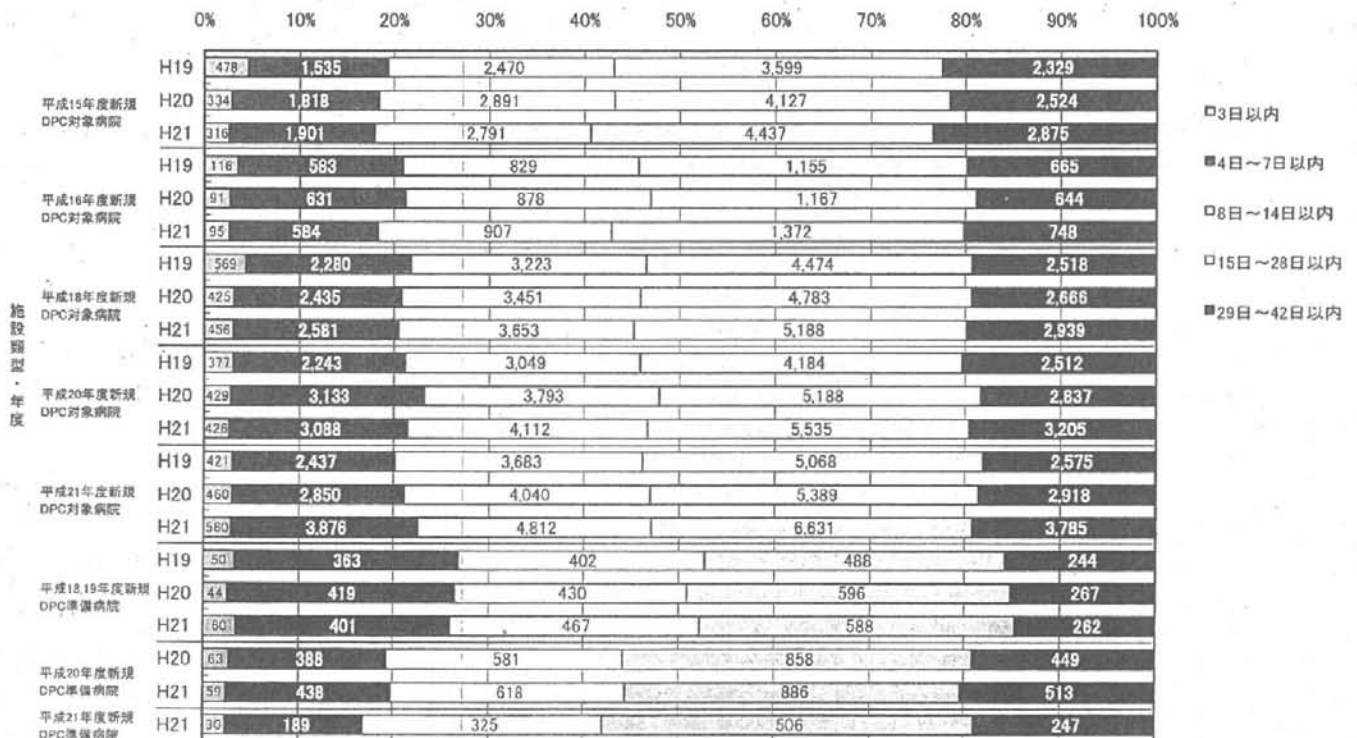 0% 10% 20% 30% 40% 50% 60% 70% 80% 90% 100%
施設類型・年度
平成15年度新規
DPC対象病院
H19 478 1,535 2,470 3,599 2,329
H20 334 1,818 2,891 4,127 2,524
H21 316 1,901 2,791 4,437 2,875
平成16年度新規
DPC対象病院
H19 116 583 829 1,155 665
H20 91 631 878 1,167 644
H21 95 584 907 1,372 748
平成18年度新規
DPC対象病院
H19 569 2,280 3,223 4,474 2,518
H20 425 2,435 3,451 4,783 2,666
H21 456 2,581 3,653 5,188 2,939
平成20年度新規
DPC対象病院
H19 377 2,243 3,049 4,184 2,512
H20 429 3,133 3,793 5,188 2,837
H21 426 3,088 4,112 5,535 3,205
平成21年度新規
DPC対象病院
H19 421 2,437 3,683 5,068 2,575
H20 460 2,850 4,040 5,389 2,918
H21 560 3,876 4,812 6,631 3,785
平成18,19年度新規
DPC準備病院
H19 50 363 402 488 244
H20 44 419 430 596 267
H21 60 401 467 588 262
平成20年度新規
DPC準備病院
H20 63 388 581 858 449
H21 59 438 618 886 513
平成21年度新規
DPC準備病院
H21 30 189 325 506 247
3日以内
4日～7日以内
8日～14日以内
15日～28日以内
29日～42日以内